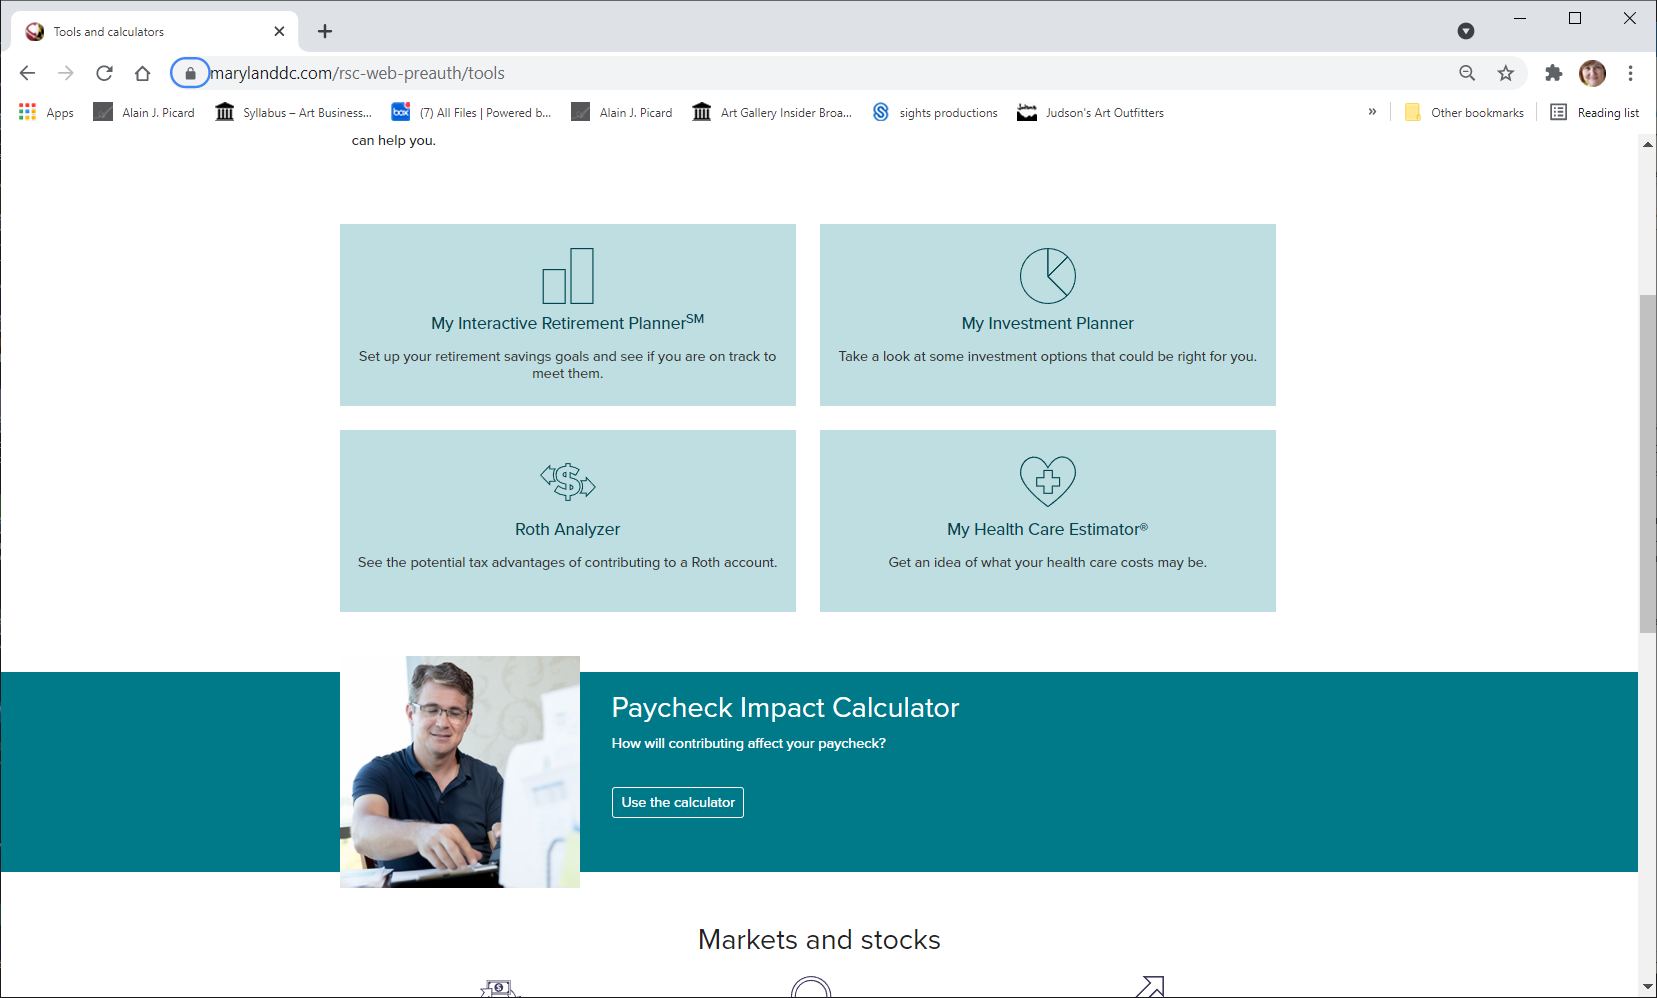 Tools and calculators
marylanddc.com/rsc-web-preauth/tools
Apps
Alain J. Picard
Syllabus – Art Business...
box
(7) All Files | Powered b...
Alain J. Picard
Art Gallery Insider Broa...
sights productions
Judson's Art Outfitters
»
Other bookmarks
Reading list
can help you.
My Interactive Retirement PlannerSM
Set up your retirement savings goals and see if you are on track to
meet them.
My Investment Planner
Take a look at some investment options that could be right for you.
Roth Analyzer
See the potential tax advantages of contributing to a Roth account.
My Health Care Estimator®
Get an idea of what your health care costs may be.
Paycheck Impact Calculator
How will contributing affect your paycheck?
Use the calculator
Markets and stocks